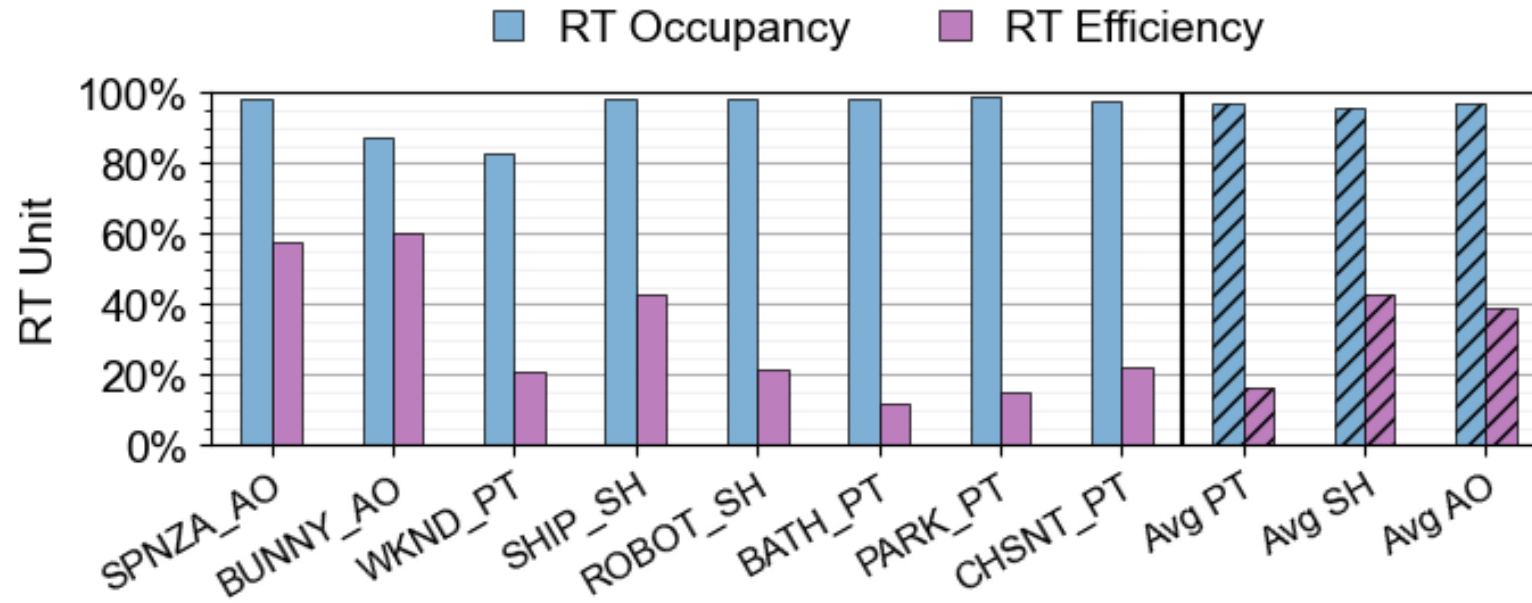 RT Occupancy RT Efficiency
RT Unit
100%
80%
60%
40%
20%
0%
SPNZA_AO
BUNNY_AO
WKND_PT
SHIP_SH
ROBOT_SH
BATH_PT
PARK_PT
CHSNT_PT
Avg PT
Avg SH
Avg AO